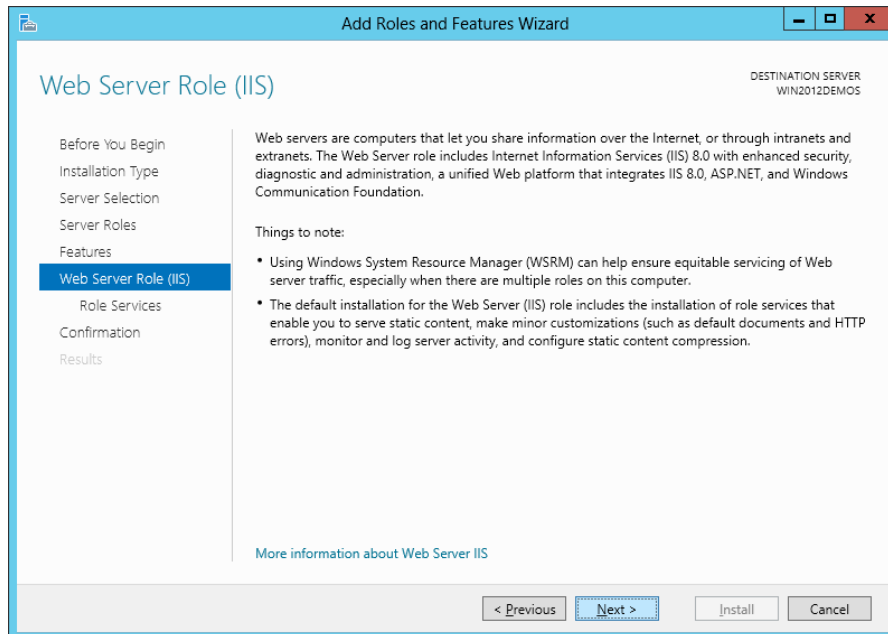 Add Roles and Features Wizard
Web Server Role (IIS)
DESTINATION SERVER
WIN2012DEMOS
Before You Begin
Installation Type
Server Selection
Server Roles
Features
Web Server Role (IIS)
Role Services
Confirmation
Results
Web servers are computers that let you share information over the Internet, or through intranets and
extranets. The Web Server role includes Internet Information Services (IIS) 8.0 with enhanced security,
diagnostic and administration, a unified Web platform that integrates IIS 8.0, ASP.NET, and Windows
Communication Foundation.
Things to note:
• Using Windows System Resource Manager (WSRM) can help ensure equitable servicing of Web
server traffic, especially when there are multiple roles on this computer.
• The default installation for the Web Server (IIS) role includes the installation of role services that
enable you to serve static content, make minor customizations (such as default documents and HTTP
errors), monitor and log server activity, and configure static content compression.
More information about Web Server IIS
< Previous
Next >
Install
Cancel